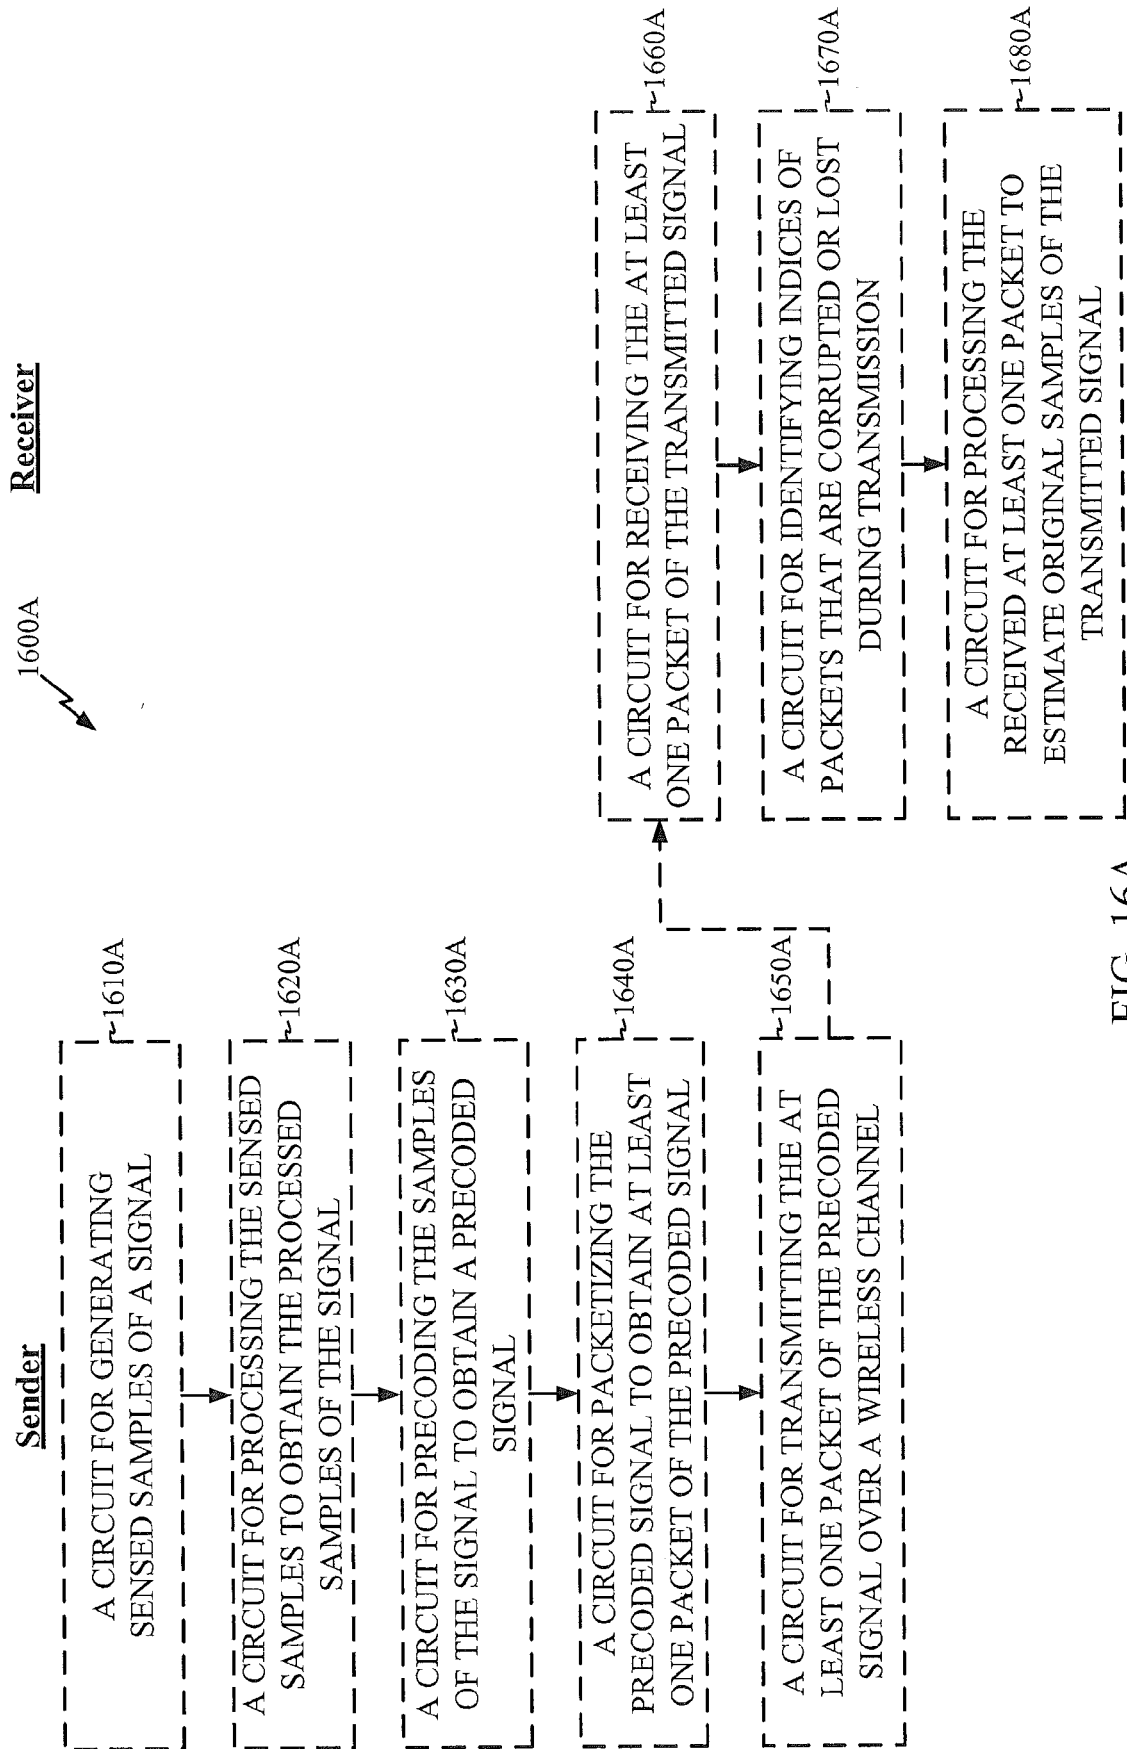 1600A
Sender
A CIRCUIT FOR GENERATING
SENSED SAMPLES OF A SIGNAL
1610A
A CIRCUIT FOR PROCESSING THE SENSED
SAMPLES TO OBTAIN THE PROCESSED
SAMPLES OF THE SIGNAL
1620A
A CIRCUIT FOR PRECODING THE SAMPLES
OF THE SIGNAL TO OBTAIN A PRECODED
SIGNAL
1630A
A CIRCUIT FOR PACKETIZING THE
PRECODED SIGNAL TO OBTAIN AT LEAST
ONE PACKET OF THE PRECODED SIGNAL
1640A
A CIRCUIT FOR TRANSMITTING THE AT
LEAST ONE PACKET OF THE PRECODED
SIGNAL OVER A WIRELESS CHANNEL
1650A
Receiver
A CIRCUIT FOR RECEIVING THE AT LEAST
ONE PACKET OF THE TRANSMITTED SIGNAL
1660A
A CIRCUIT FOR IDENTIFYING INDICES OF
PACKETS THAT ARE CORRUPTED OR LOST
DURING TRANSMISSION
1670A
A CIRCUIT FOR PROCESSING THE
RECEIVED AT LEAST ONE PACKET TO
ESTIMATE ORIGINAL SAMPLES OF THE
TRANSMITTED SIGNAL
1680A
FIG. 16A